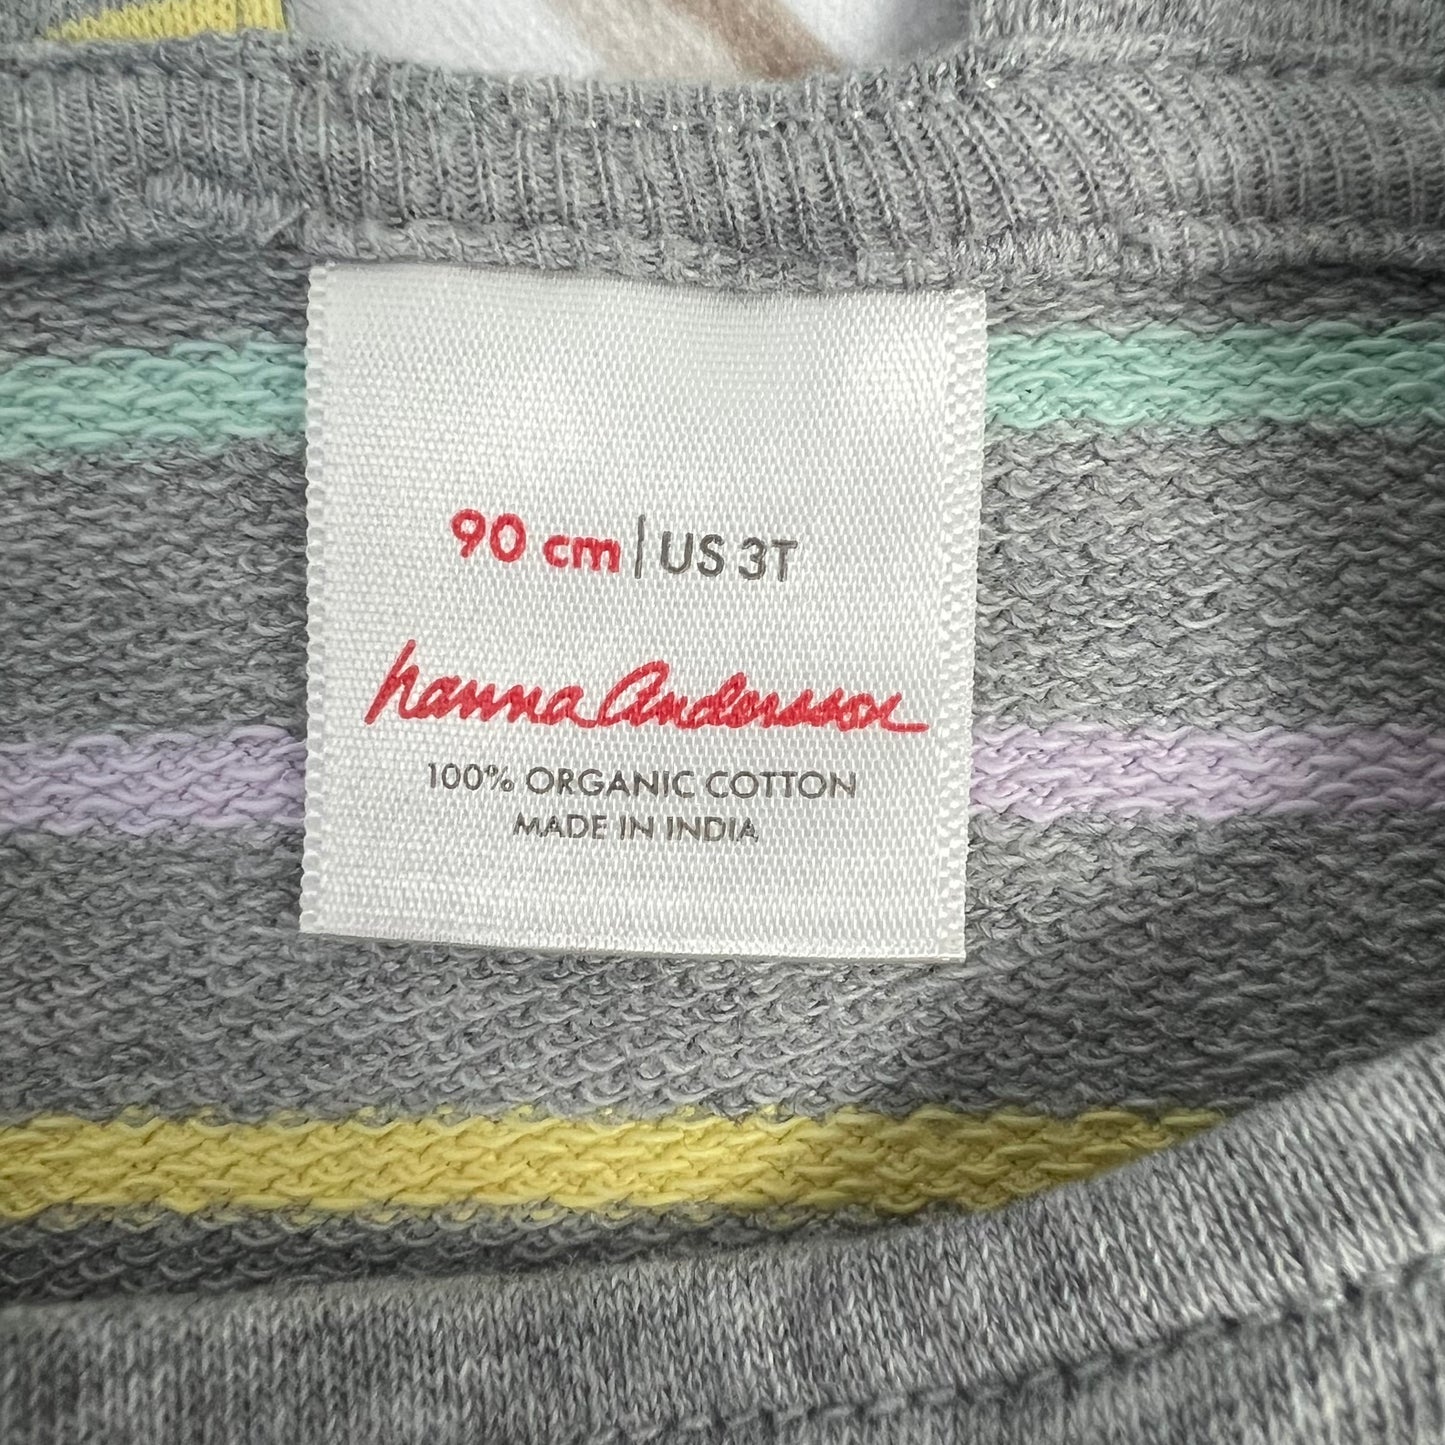 90 cm | US 3T
hanna Andersson
100% ORGANIC COTTON
MADE IN INDIA